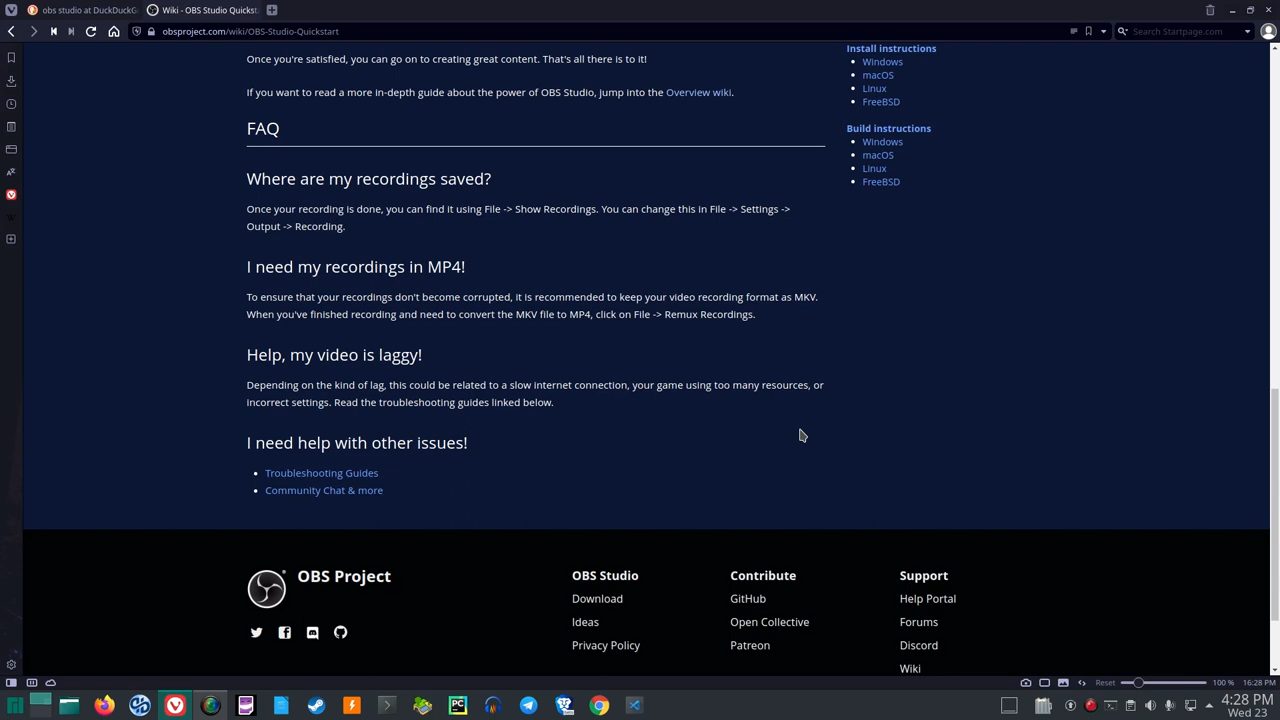 obs studio at DuckDuckG
Wiki - OBS Studio Quickst
obsproject.com/wiki/OBS-Studio-Quickstart
Search Startpage.com
Once you're satisfied, you can go on to creating great content. That's all there is to it!
If you want to read a more in-depth guide about the power of OBS Studio, jump into the Overview wiki.
FAQ
Where are my recordings saved?
Once your recording is done, you can find it using File -> Show Recordings. You can change this in File -> Settings ->
Output -> Recording.
I need my recordings in MP4!
To ensure that your recordings don't become corrupted, it is recommended to keep your video recording format as MKV.
When you've finished recording and need to convert the MKV file to MP4, click on File -> Remux Recordings.
Help, my video is laggy!
Depending on the kind of lag, this could be related to a slow internet connection, your game using too many resources, or
incorrect settings. Read the troubleshooting guides linked below.
I need help with other issues!
Troubleshooting Guides
Community Chat & more
Install instructions
Windows
macOS
Linux
FreeBSD
Build instructions
Windows
macOS
Linux
FreeBSD
OBS Project
OBS Studio
Download
Ideas
Privacy Policy
Contribute
GitHub
Open Collective
Patreon
Support
Help Portal
Forums
Discord
Wiki
Reset
100 %
16:28 PM
4:28 PM
Wed 23